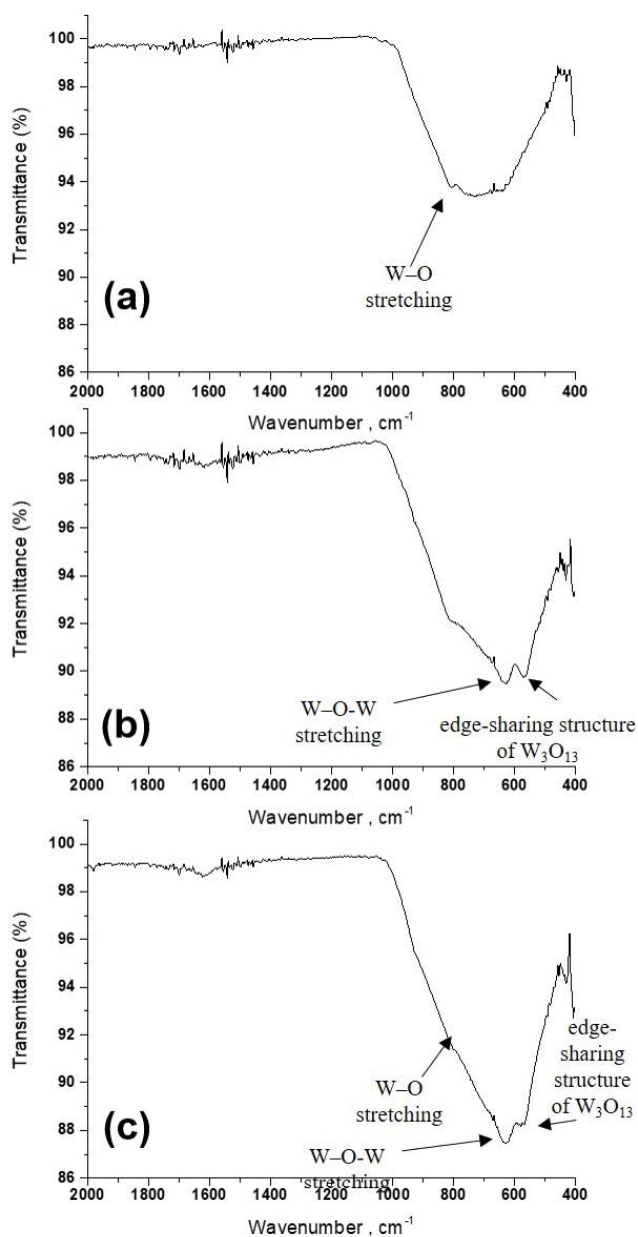 100
98
96
94
92
90
88
86
Transmittance (%)
W–O
stretching
(a)
2000 1800 1600 1400 1200 1000 800 600 400
Wavenumber , cm⁻¹
100
98
96
94
92
90
88
86
Transmittance (%)
W–O-W
stretching
edge-sharing structure
of W₃O₁₃
(b)
2000 1800 1600 1400 1200 1000 800 600 400
Wavenumber , cm⁻¹
100
98
96
94
92
90
88
86
Transmittance (%)
edge-
sharing
structure
of W₃O₁₃
W–O
stretching
W–O-W
stretching
(c)
2000 1800 1600 1400 1200 1000 800 600 400
Wavenumber , cm⁻¹